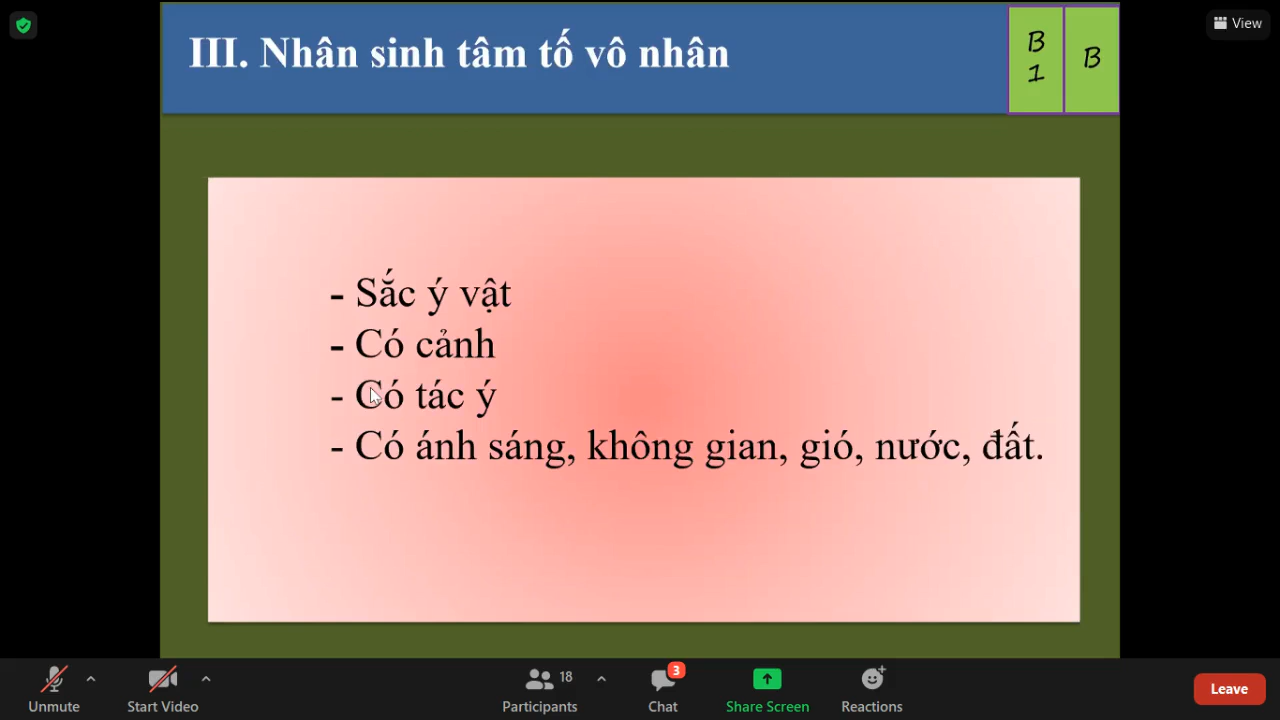 View
III. Nhân sinh tâm tố vô nhân
B
1
B
- Sắc ý vật
- Có cảnh
- Có tác ý
- Có ánh sáng, không gian, gió, nước, đất.
Unmute
Start Video
18
Participants
3
Chat
Share Screen
Reactions
Leave